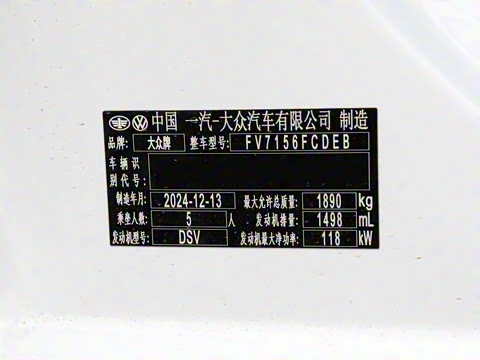 中国 一汽-大众汽车有限公司 制造
品牌: 大众牌 整车型号: FV7156FCDEB
车辆识
别代号:
制造年月: 2024-12-13 最大允许总质量: 1890 kg
乘坐人数: 5 人 发动机排量: 1498 mL
发动机型号: DSV 发动机最大净功率: 118 kW